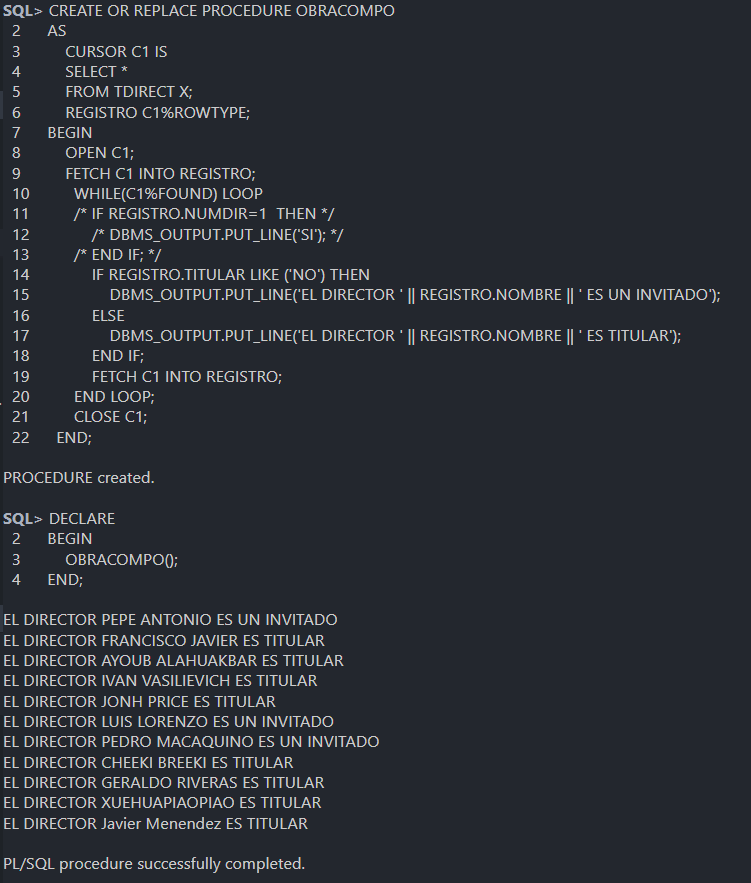 SQL> CREATE OR REPLACE PROCEDURE OBRACOMPO
2 AS
3 CURSOR C1 IS
4 SELECT *
5 FROM TDIRECT X;
6 REGISTRO C1%ROWTYPE;
7 BEGIN
8 OPEN C1;
9 FETCH C1 INTO REGISTRO;
10 WHILE(C1%FOUND) LOOP
11 /* IF REGISTRO.NUMDIR=1  THEN */
12 /* DBMS_OUTPUT.PUT_LINE('SI'); */
13 /* END IF; */
14 IF REGISTRO.TITULAR LIKE ('NO') THEN
15 DBMS_OUTPUT.PUT_LINE('EL DIRECTOR ' || REGISTRO.NOMBRE || ' ES UN INVITADO');
16 ELSE
17 DBMS_OUTPUT.PUT_LINE('EL DIRECTOR ' || REGISTRO.NOMBRE || ' ES TITULAR');
18 END IF;
19 FETCH C1 INTO REGISTRO;
20 END LOOP;
21 CLOSE C1;
22 END;
PROCEDURE created.
SQL> DECLARE
2 BEGIN
3 OBRACOMPO();
4 END;
EL DIRECTOR PEPE ANTONIO ES UN INVITADO
EL DIRECTOR FRANCISCO JAVIER ES TITULAR
EL DIRECTOR AYOUB ALAHUAKBAR ES TITULAR
EL DIRECTOR IVAN VASILIEVICH ES TITULAR
EL DIRECTOR JONH PRICE ES TITULAR
EL DIRECTOR LUIS LORENZO ES UN INVITADO
EL DIRECTOR PEDRO MACAQUINO ES UN INVITADO
EL DIRECTOR CHEEKI BREEKI ES TITULAR
EL DIRECTOR GERALDO RIVERAS ES TITULAR
EL DIRECTOR XUEHUAPIAOPIAO ES TITULAR
EL DIRECTOR Javier Menendez ES TITULAR
PL/SQL procedure successfully completed.